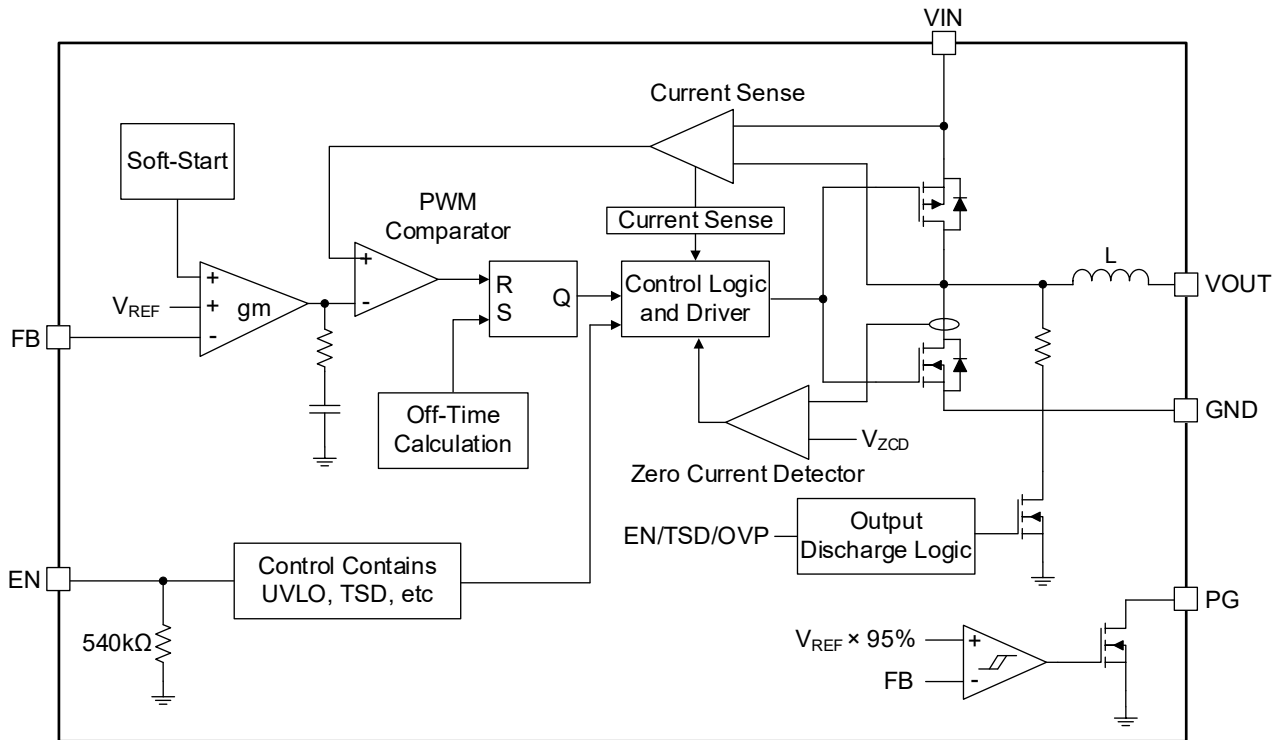 VIN
Current Sense
Soft-Start
PWM
Comparator
Current Sense
+
-
+
VREF
+
gm
-
FB
R
S
Q
Control Logic
and Driver
L
VOUT
Off-Time
Calculation
GND
VZCD
Zero Current Detector
EN/TSD/OVP
Output
Discharge Logic
EN
Control Contains
UVLO, TSD, etc
540kΩ
PG
VREF × 95%
+
FB
-